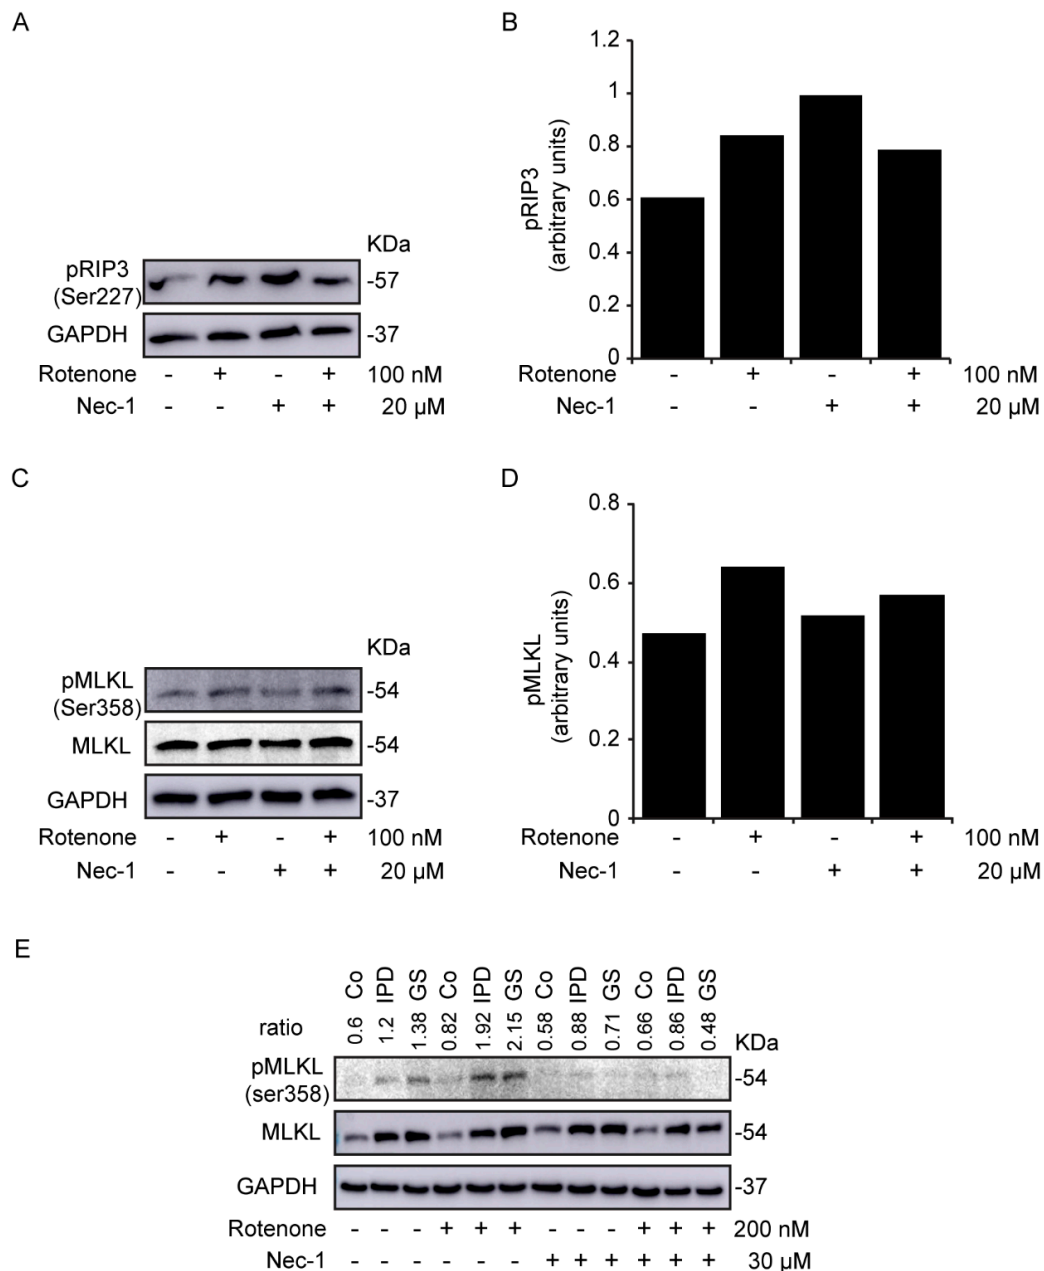 A
KDa
pRIP3
(Ser227)
-57
GAPDH
-37
Rotenone - + - + 100 nM
Nec-1 - - + + 20 µM
B
1.2
1
0.8
0.6
0.4
0.2
0
pRIP3
(arbitrary units)
Rotenone - + - + 100 nM
Nec-1 - - + + 20 µM
C
KDa
pMLKL
(Ser358)
-54
MLKL
-54
GAPDH
-37
Rotenone - + - + 100 nM
Nec-1 - - + + 20 µM
D
0.8
0.6
0.4
0.2
0
pMLKL
(arbitrary units)
Rotenone - + - + 100 nM
Nec-1 - - + + 20 µM
E
Co IPD GS Co IPD GS Co IPD GS Co IPD GS
ratio 0.6 1.2 1.38 0.82 1.92 2.15 0.58 0.88 0.71 0.66 0.86 0.48
KDa
pMLKL
(ser358)
-54
MLKL
-54
GAPDH
-37
Rotenone - - - + + + - - - + + + 200 nM
Nec-1 - - - - - - + + + + + + 30 µM